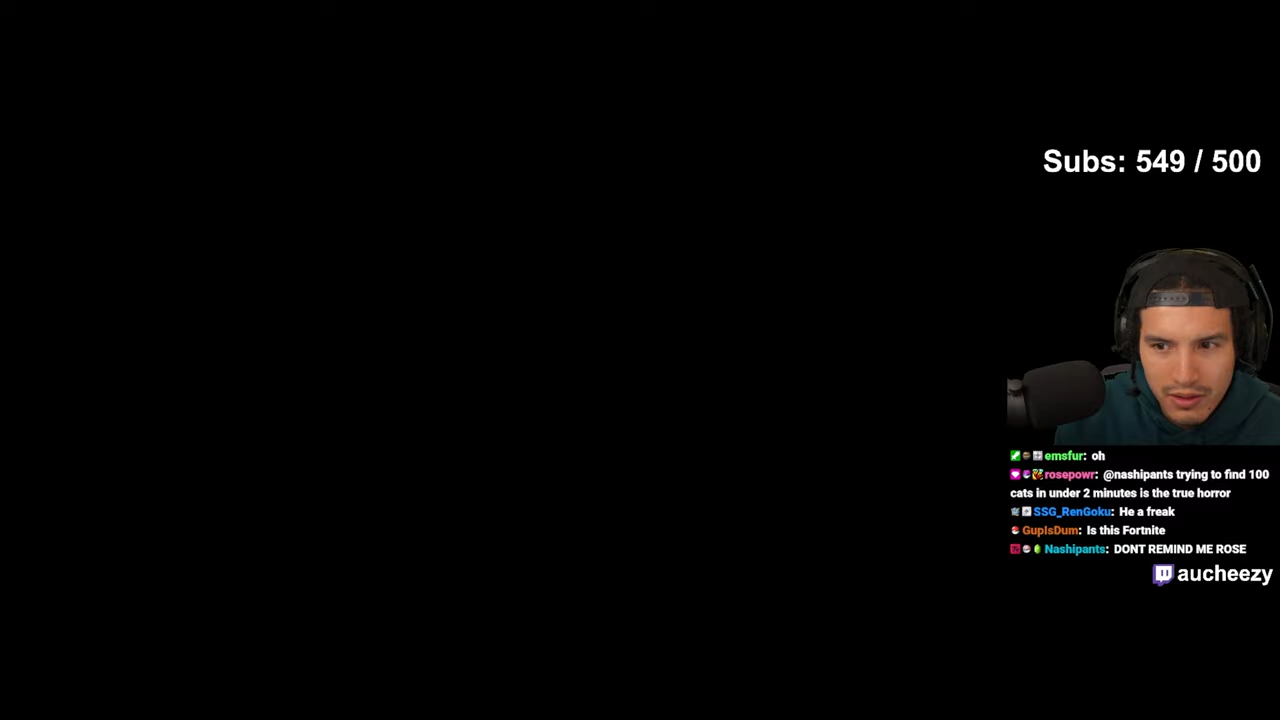 Subs: 549 / 500
emsfur: oh
rosepowr: @nashipants trying to find 100
cats in under 2 minutes is the true horror
SSG_RenGoku: He a freak
GupIsDum: Is this Fortnite
Nashipants: DONT REMIND ME ROSE
aucheezy